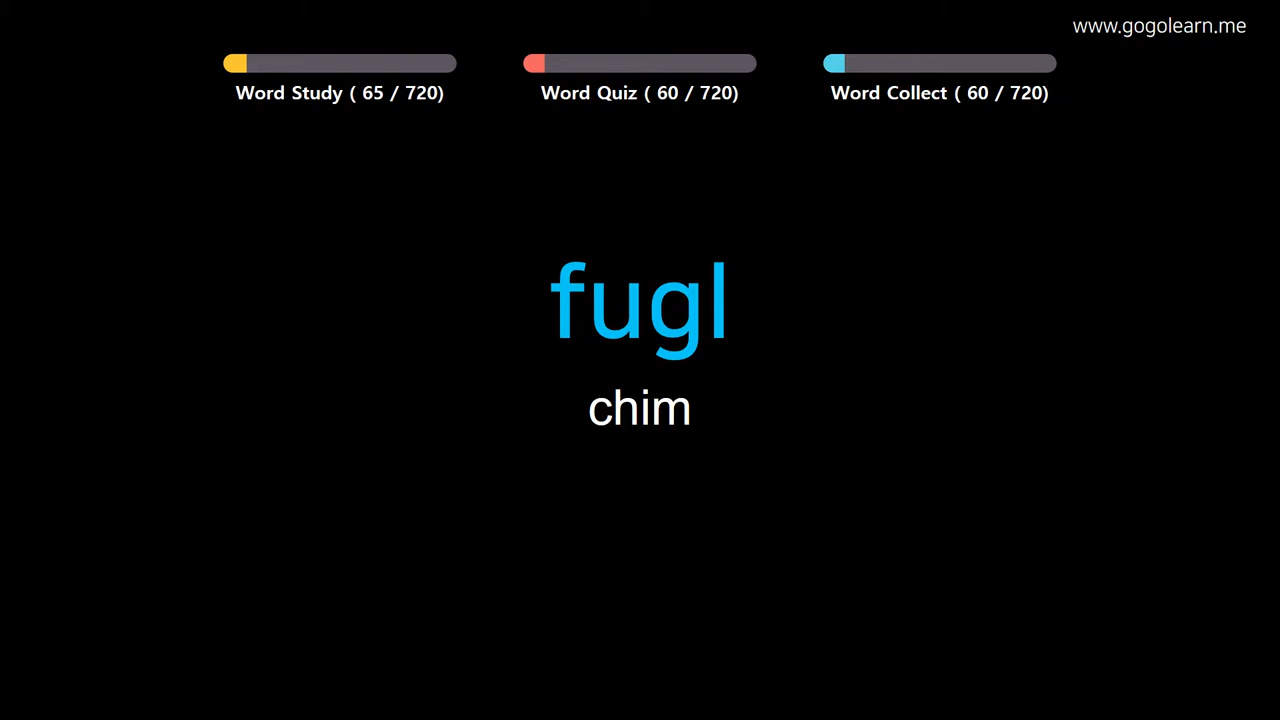 www.gogolearn.me
Word Study ( 65 / 720)
Word Quiz ( 60 / 720)
Word Collect ( 60 / 720)
fugl
chim